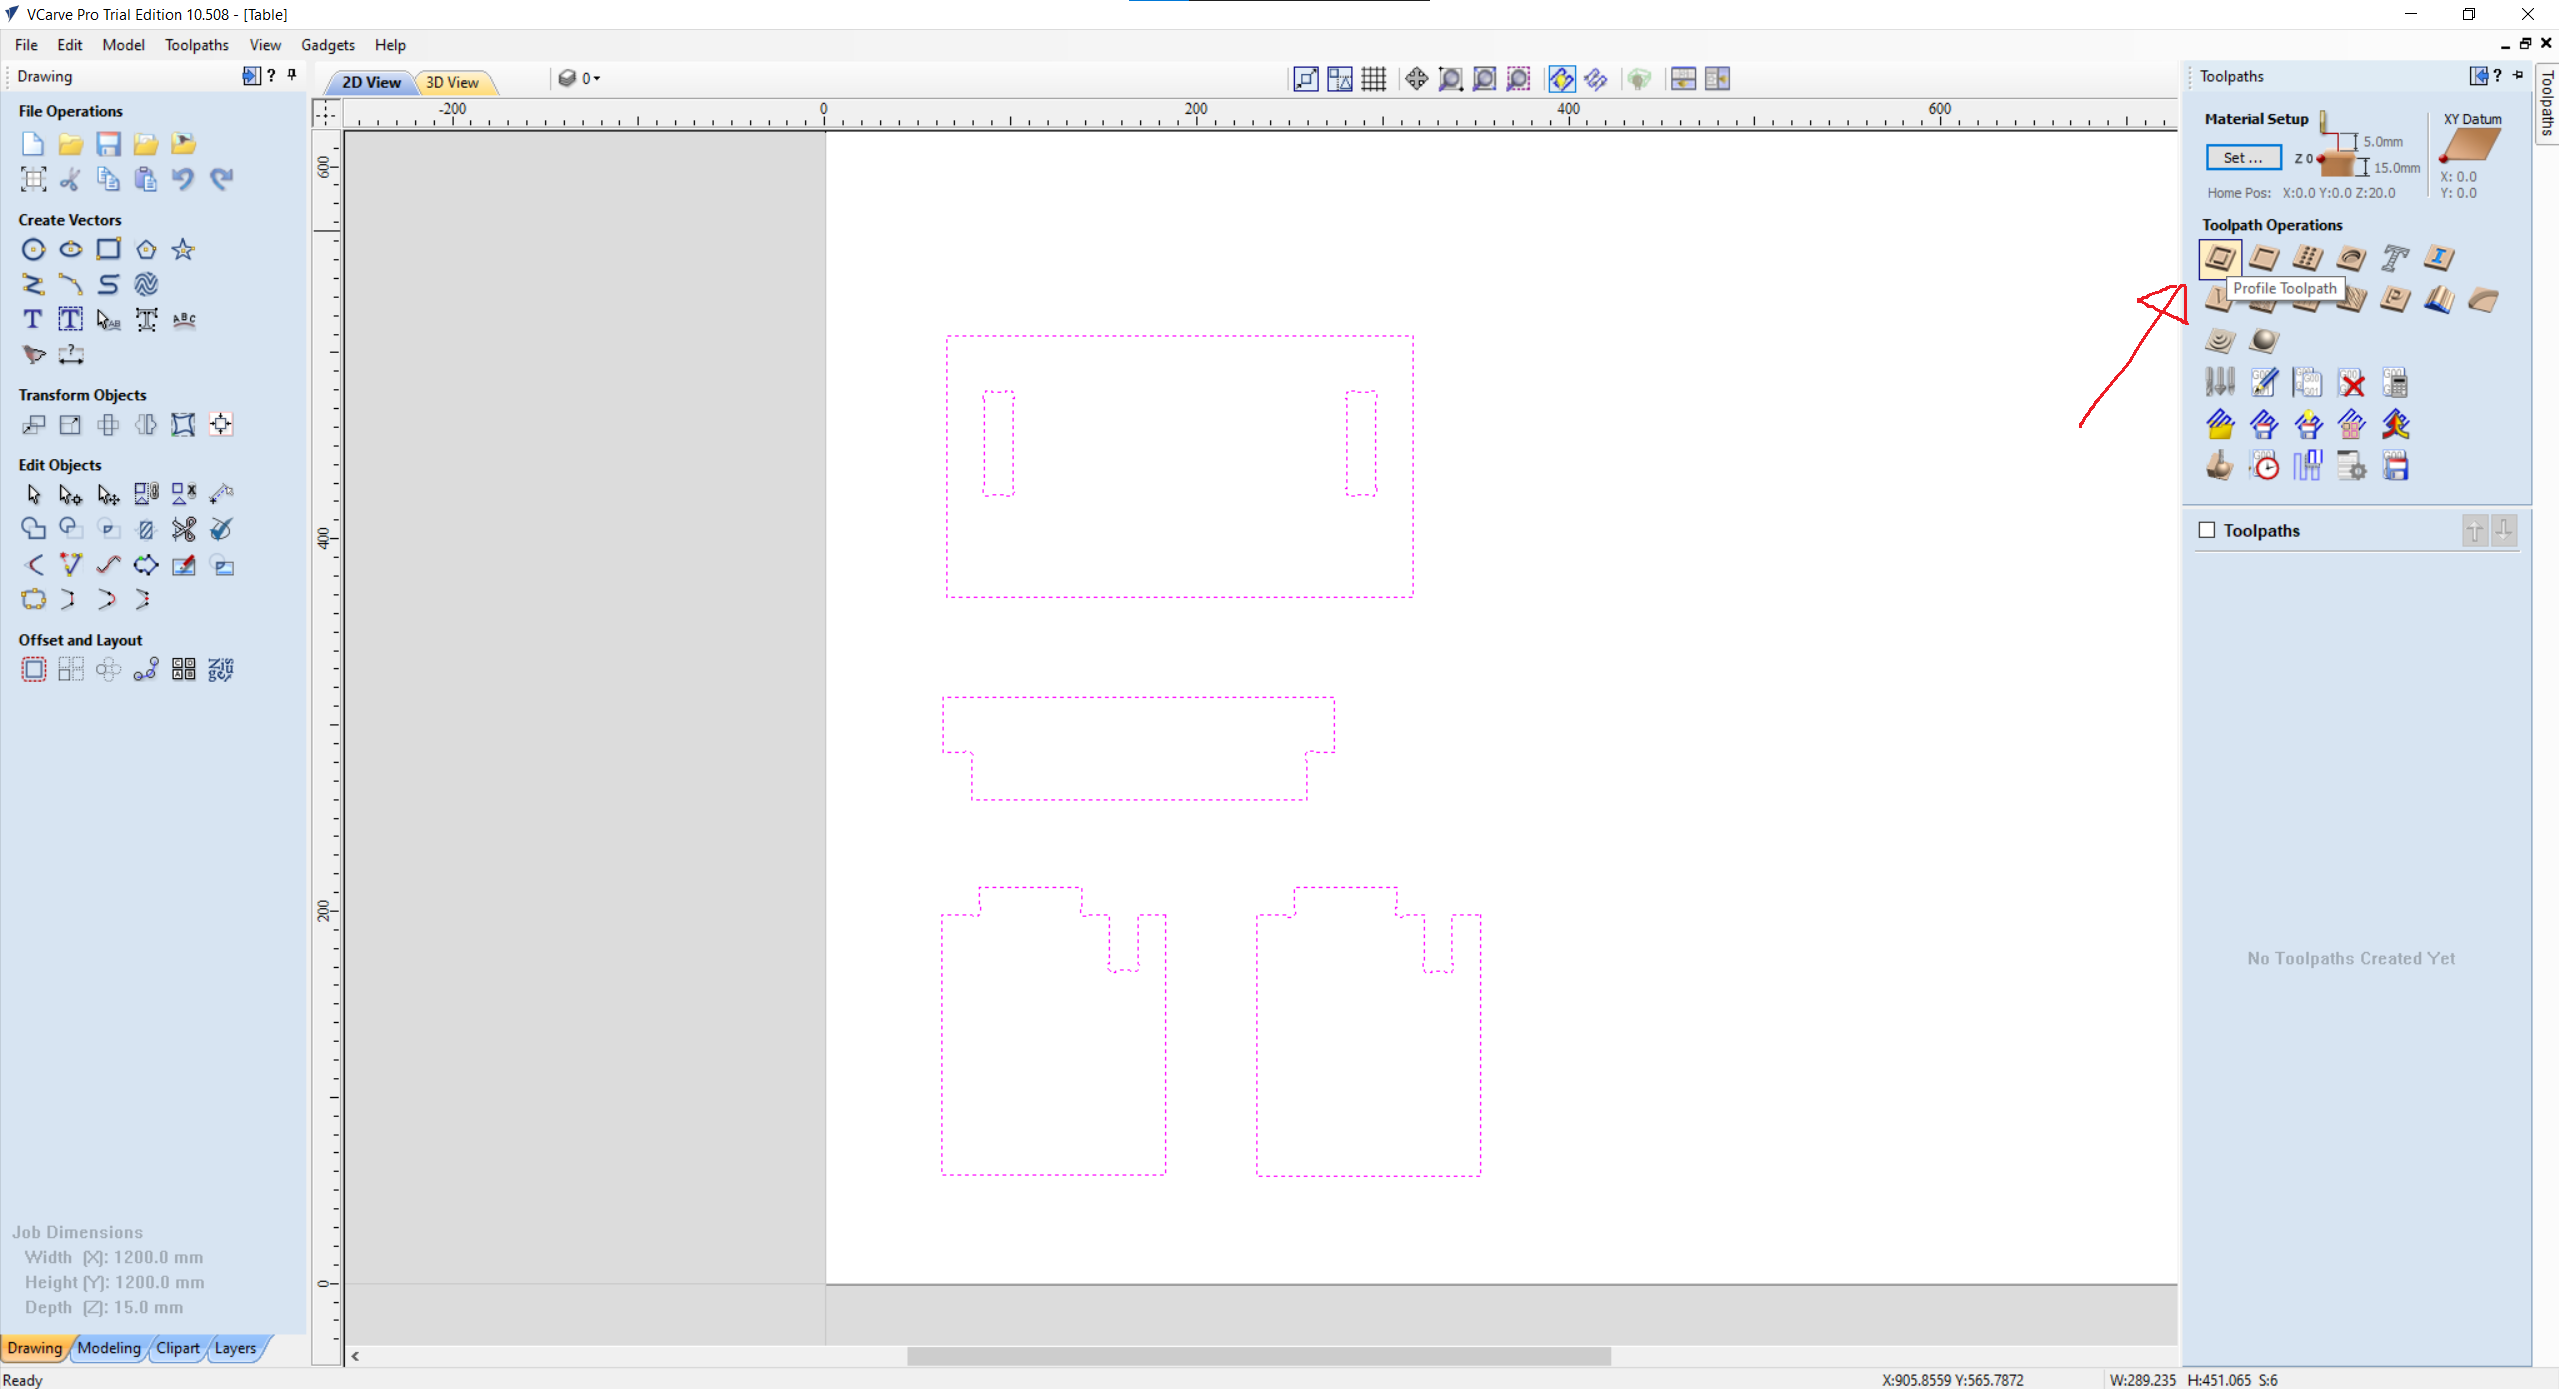 VCarve Pro Trial Edition 10.508 - [Table]
File Edit Model Toolpaths View Gadgets Help
Drawing
File Operations
Create Vectors
Transform Objects
Edit Objects
Offset and Layout
Job Dimensions
Width (X): 1200.0 mm
Height (Y): 1200.0 mm
Depth (Z): 15.0 mm
Drawing Modeling Clipart Layers
Ready
2D View 3D View
0
-200 0 200 400 600
600
400
200
0
Toolpaths
Toolpaths
Material Setup
Set ...
Z 0
5.0mm
15.0mm
XY Datum
X: 0.0
Y: 0.0
Home Pos: X:0.0 Y:0.0 Z:20.0
Toolpath Operations
Profile Toolpath
Toolpaths
No Toolpaths Created Yet
X:905.8559 Y:565.7872
W:289.235 H:451.065 S:6